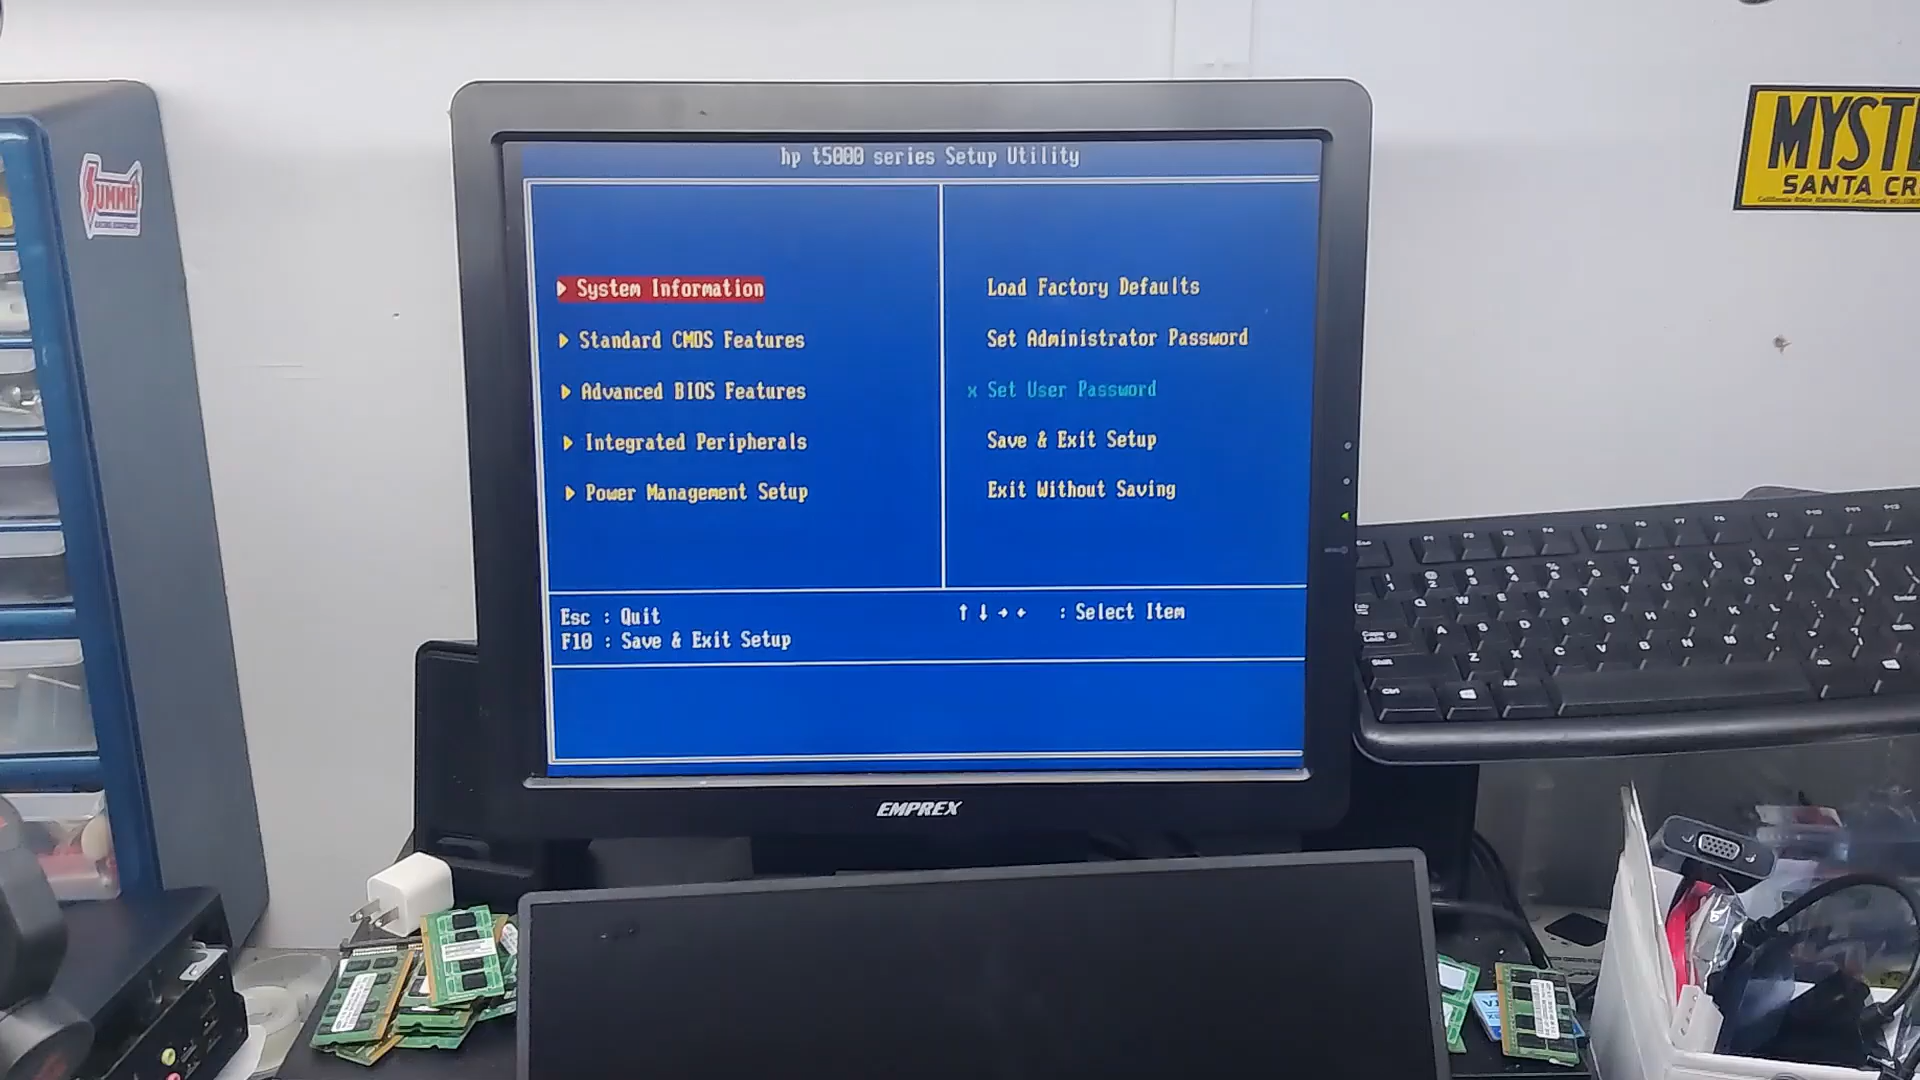 hp t5000 series Setup Utility
System Information
Standard CMOS Features
Advanced BIOS Features
Integrated Peripherals
Power Management Setup
Load Factory Defaults
Set Administrator Password
x Set User Password
Save & Exit Setup
Exit Without Saving
Esc : Quit
F10 : Save & Exit Setup
↑ ↓ → ← : Select Item
EMPREX
SUMMIT
MYST
SANTA CR